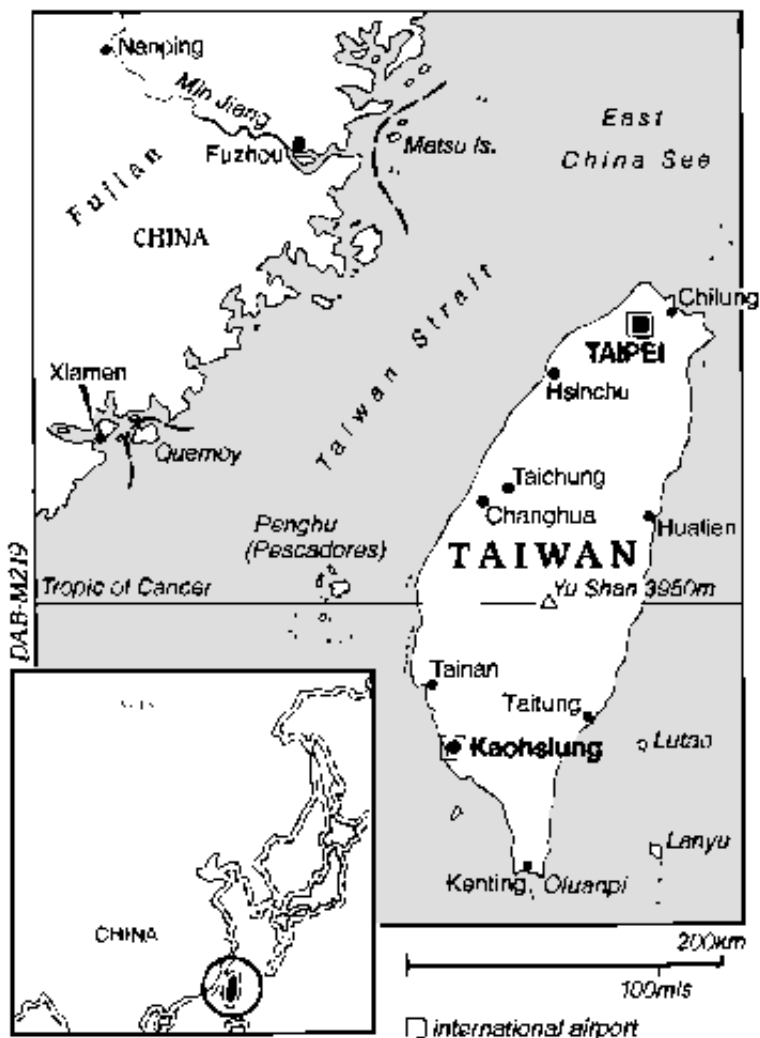 Nanping
Min Jiang
Fuzhou
Matsu Is.
East
China See
Fujian
CHINA
Taiwan Strait
Chilung
TAIPEI
Hsinchu
Xiamen
Quemoy
Taichung
Changhua
Penghu
(Pescadores)
Hualien
TAIWAN
Tropic of Cancer
Yu Shan 3950m
DAB-M219
Tainan
Taitung
Kaohsiung
Lutao
Lanyu
Kenting
Oluanpi
CHINA
200km
100mls
international airport